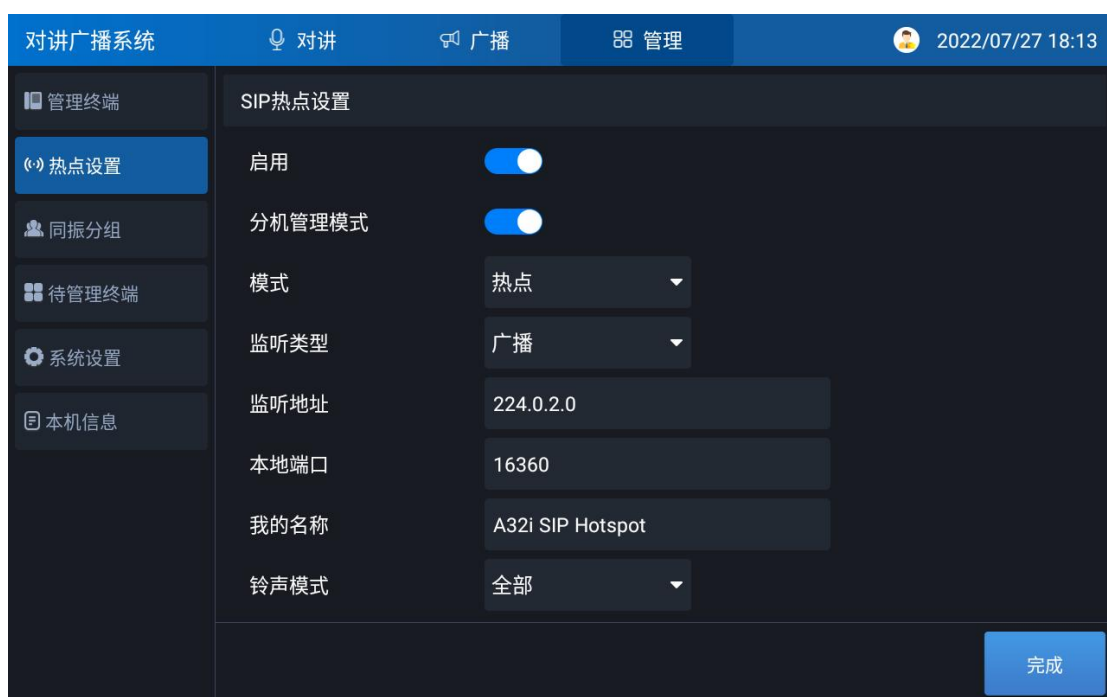 对讲广播系统
对讲
广播
管理
2022/07/27 18:13
管理终端
热点设置
同振分组
待管理终端
系统设置
本机信息
SIP热点设置
启用
分机管理模式
模式
热点
监听类型
广播
监听地址
224.0.2.0
本地端口
16360
我的名称
A32i SIP Hotspot
铃声模式
全部
完成